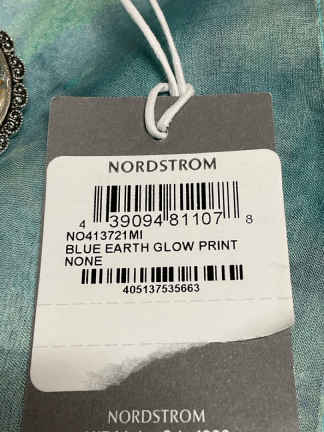 NORDSTROM
4 39094 81107 8
NO413721MI
BLUE EARTH GLOW PRINT
NONE
405137535663
NORDSTROM